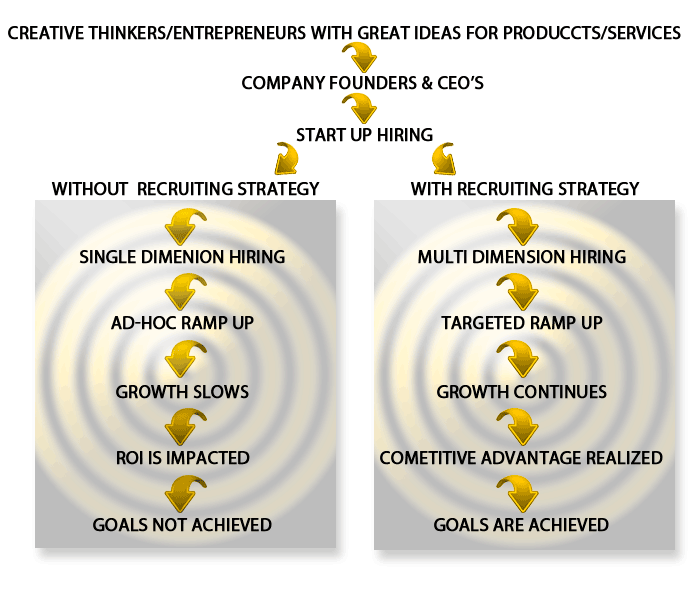 CREATIVE THINKERS/ENTREPRENEURS WITH GREAT IDEAS FOR PRODUCCTS/SERVICES
COMPANY FOUNDERS & CEO'S
START UP HIRING
WITHOUT RECRUITING STRATEGY
SINGLE DIMENION HIRING
AD-HOC RAMP UP
GROWTH SLOWS
ROI IS IMPACTED
GOALS NOT ACHIEVED
WITH RECRUITING STRATEGY
MULTI DIMENSION HIRING
TARGETED RAMP UP
GROWTH CONTINUES
COMETITIVE ADVANTAGE REALIZED
GOALS ARE ACHIEVED